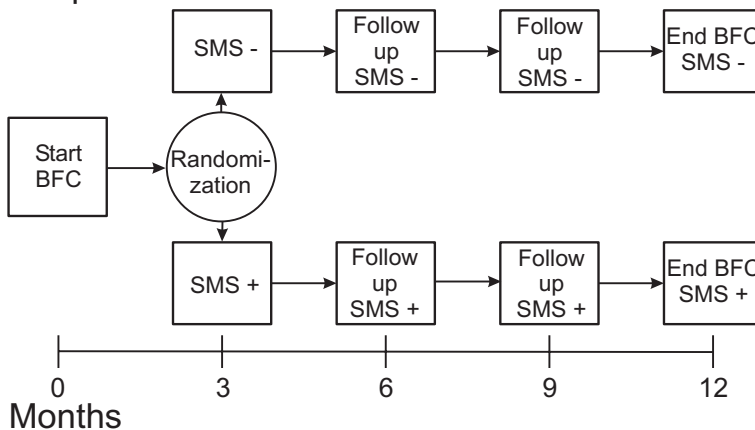 SMS -
Follow
up
SMS -
Follow
up
SMS -
End BFC
SMS -
Start
BFC
Randomi-
zation
SMS +
Follow
up
SMS +
Follow
up
SMS +
End BFC
SMS +
0
3
6
9
12
Months